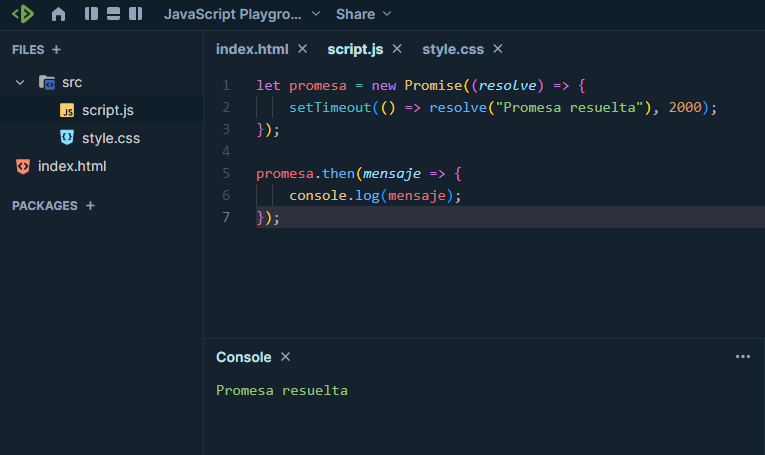 JavaScript Playgro... Share
FILES +
src
script.js
style.css
index.html
PACKAGES +
index.html × script.js × style.css ×
1 let promesa = new Promise((resolve) => {
2 setTimeout(() => resolve("Promesa resuelta"), 2000);
3 });
4
5 promesa.then(mensaje => {
6 console.log(mensaje);
7 });
Console ×
Promesa resuelta